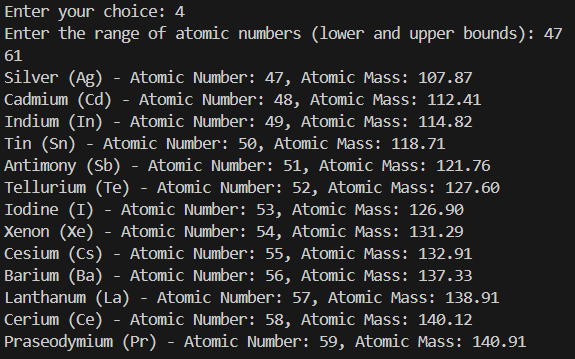 Enter your choice: 4
Enter the range of atomic numbers (lower and upper bounds): 47
61
Silver (Ag) - Atomic Number: 47, Atomic Mass: 107.87
Cadmium (Cd) - Atomic Number: 48, Atomic Mass: 112.41
Indium (In) - Atomic Number: 49, Atomic Mass: 114.82
Tin (Sn) - Atomic Number: 50, Atomic Mass: 118.71
Antimony (Sb) - Atomic Number: 51, Atomic Mass: 121.76
Tellurium (Te) - Atomic Number: 52, Atomic Mass: 127.60
Iodine (I) - Atomic Number: 53, Atomic Mass: 126.90
Xenon (Xe) - Atomic Number: 54, Atomic Mass: 131.29
Cesium (Cs) - Atomic Number: 55, Atomic Mass: 132.91
Barium (Ba) - Atomic Number: 56, Atomic Mass: 137.33
Lanthanum (La) - Atomic Number: 57, Atomic Mass: 138.91
Cerium (Ce) - Atomic Number: 58, Atomic Mass: 140.12
Praseodymium (Pr) - Atomic Number: 59, Atomic Mass: 140.91